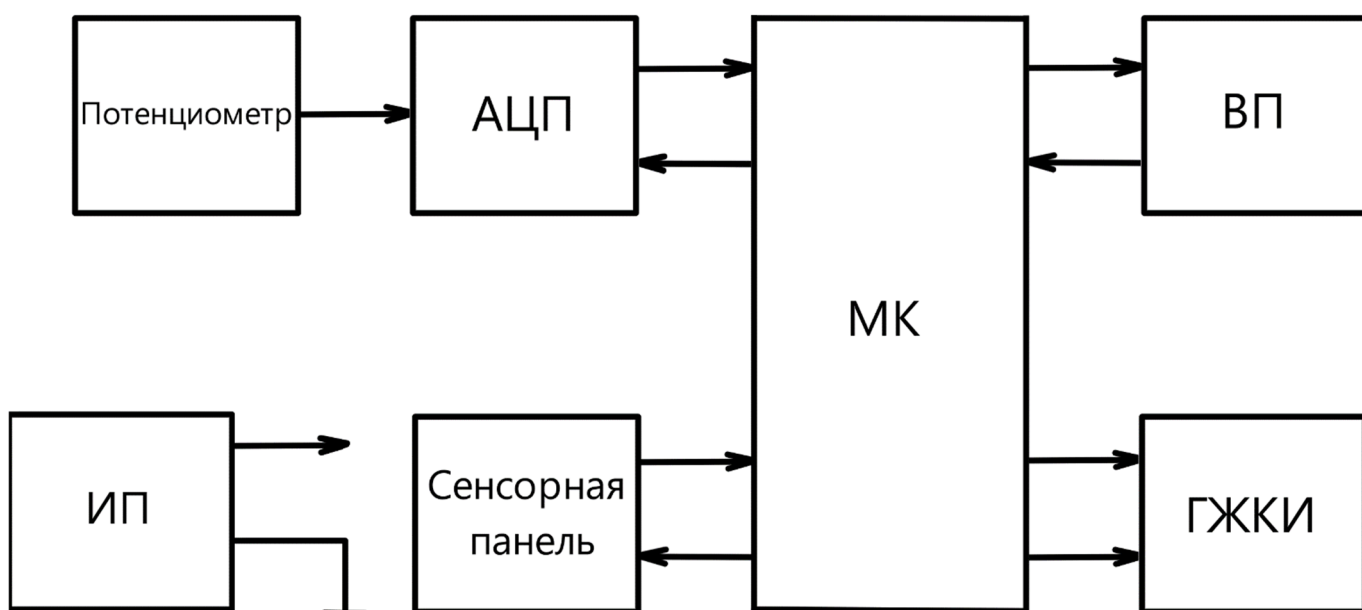 Потенциометр
АЦП
МК
ВП
ИП
Сенсорная
панель
ГЖКИ